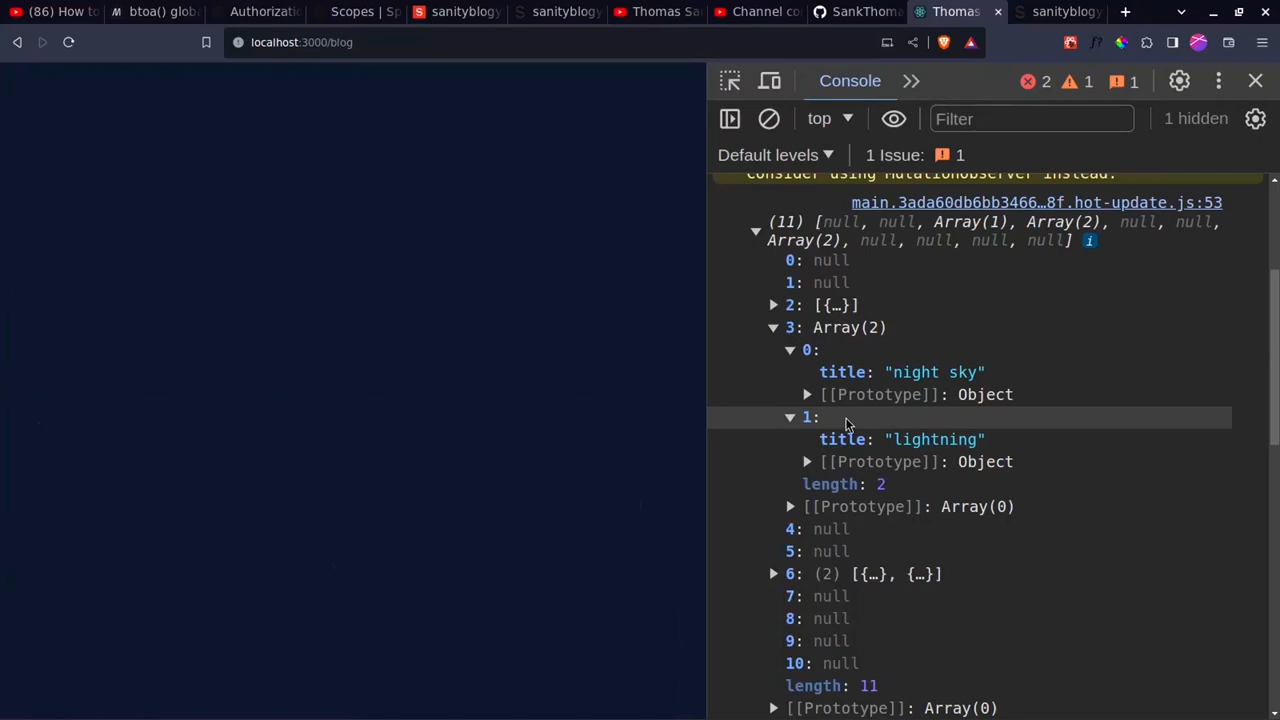 (86) How to
btoa() globa
Authorizatio
Scopes | Sp
sanityblogy
sanityblogy
Thomas Sa
Channel co
SankThoma
Thomas
sanityblogy
localhost:3000/blog
Console
2
1
1
top
Filter
1 hidden
Default levels
1 Issue:
1
Consider using MutationObserver instead.
main.3ada60db6bb3466…8f.hot-update.js:53
(11) [null, null, Array(1), Array(2), null, null,
Array(2), null, null, null, null]
0: null
1: null
2: [{…}]
3: Array(2)
0:
title: "night sky"
[[Prototype]]: Object
1:
title: "lightning"
[[Prototype]]: Object
length: 2
[[Prototype]]: Array(0)
4: null
5: null
6: (2) [{…}, {…}]
7: null
8: null
9: null
10: null
length: 11
[[Prototype]]: Array(0)